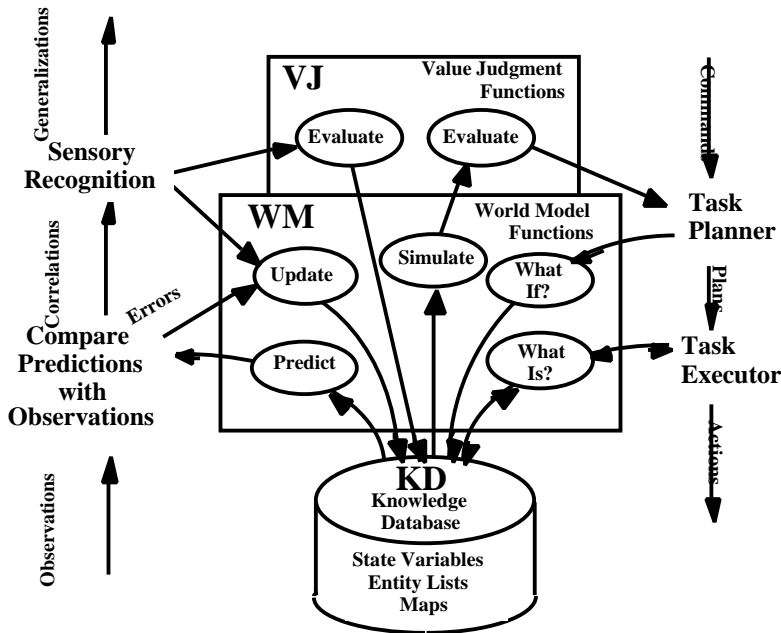 Generalizations
Sensory
Recognition
Correlations
Errors
Compare
Predictions
with
Observations
Observations
VJ
Value Judgment
Functions
Evaluate
Evaluate
WM
World Model
Functions
Update
Simulate
What
If?
Predict
What
Is?
KD
Knowledge
Database
State Variables
Entity Lists
Maps
Commands
Task
Planner
Plans
Task
Executor
Actions